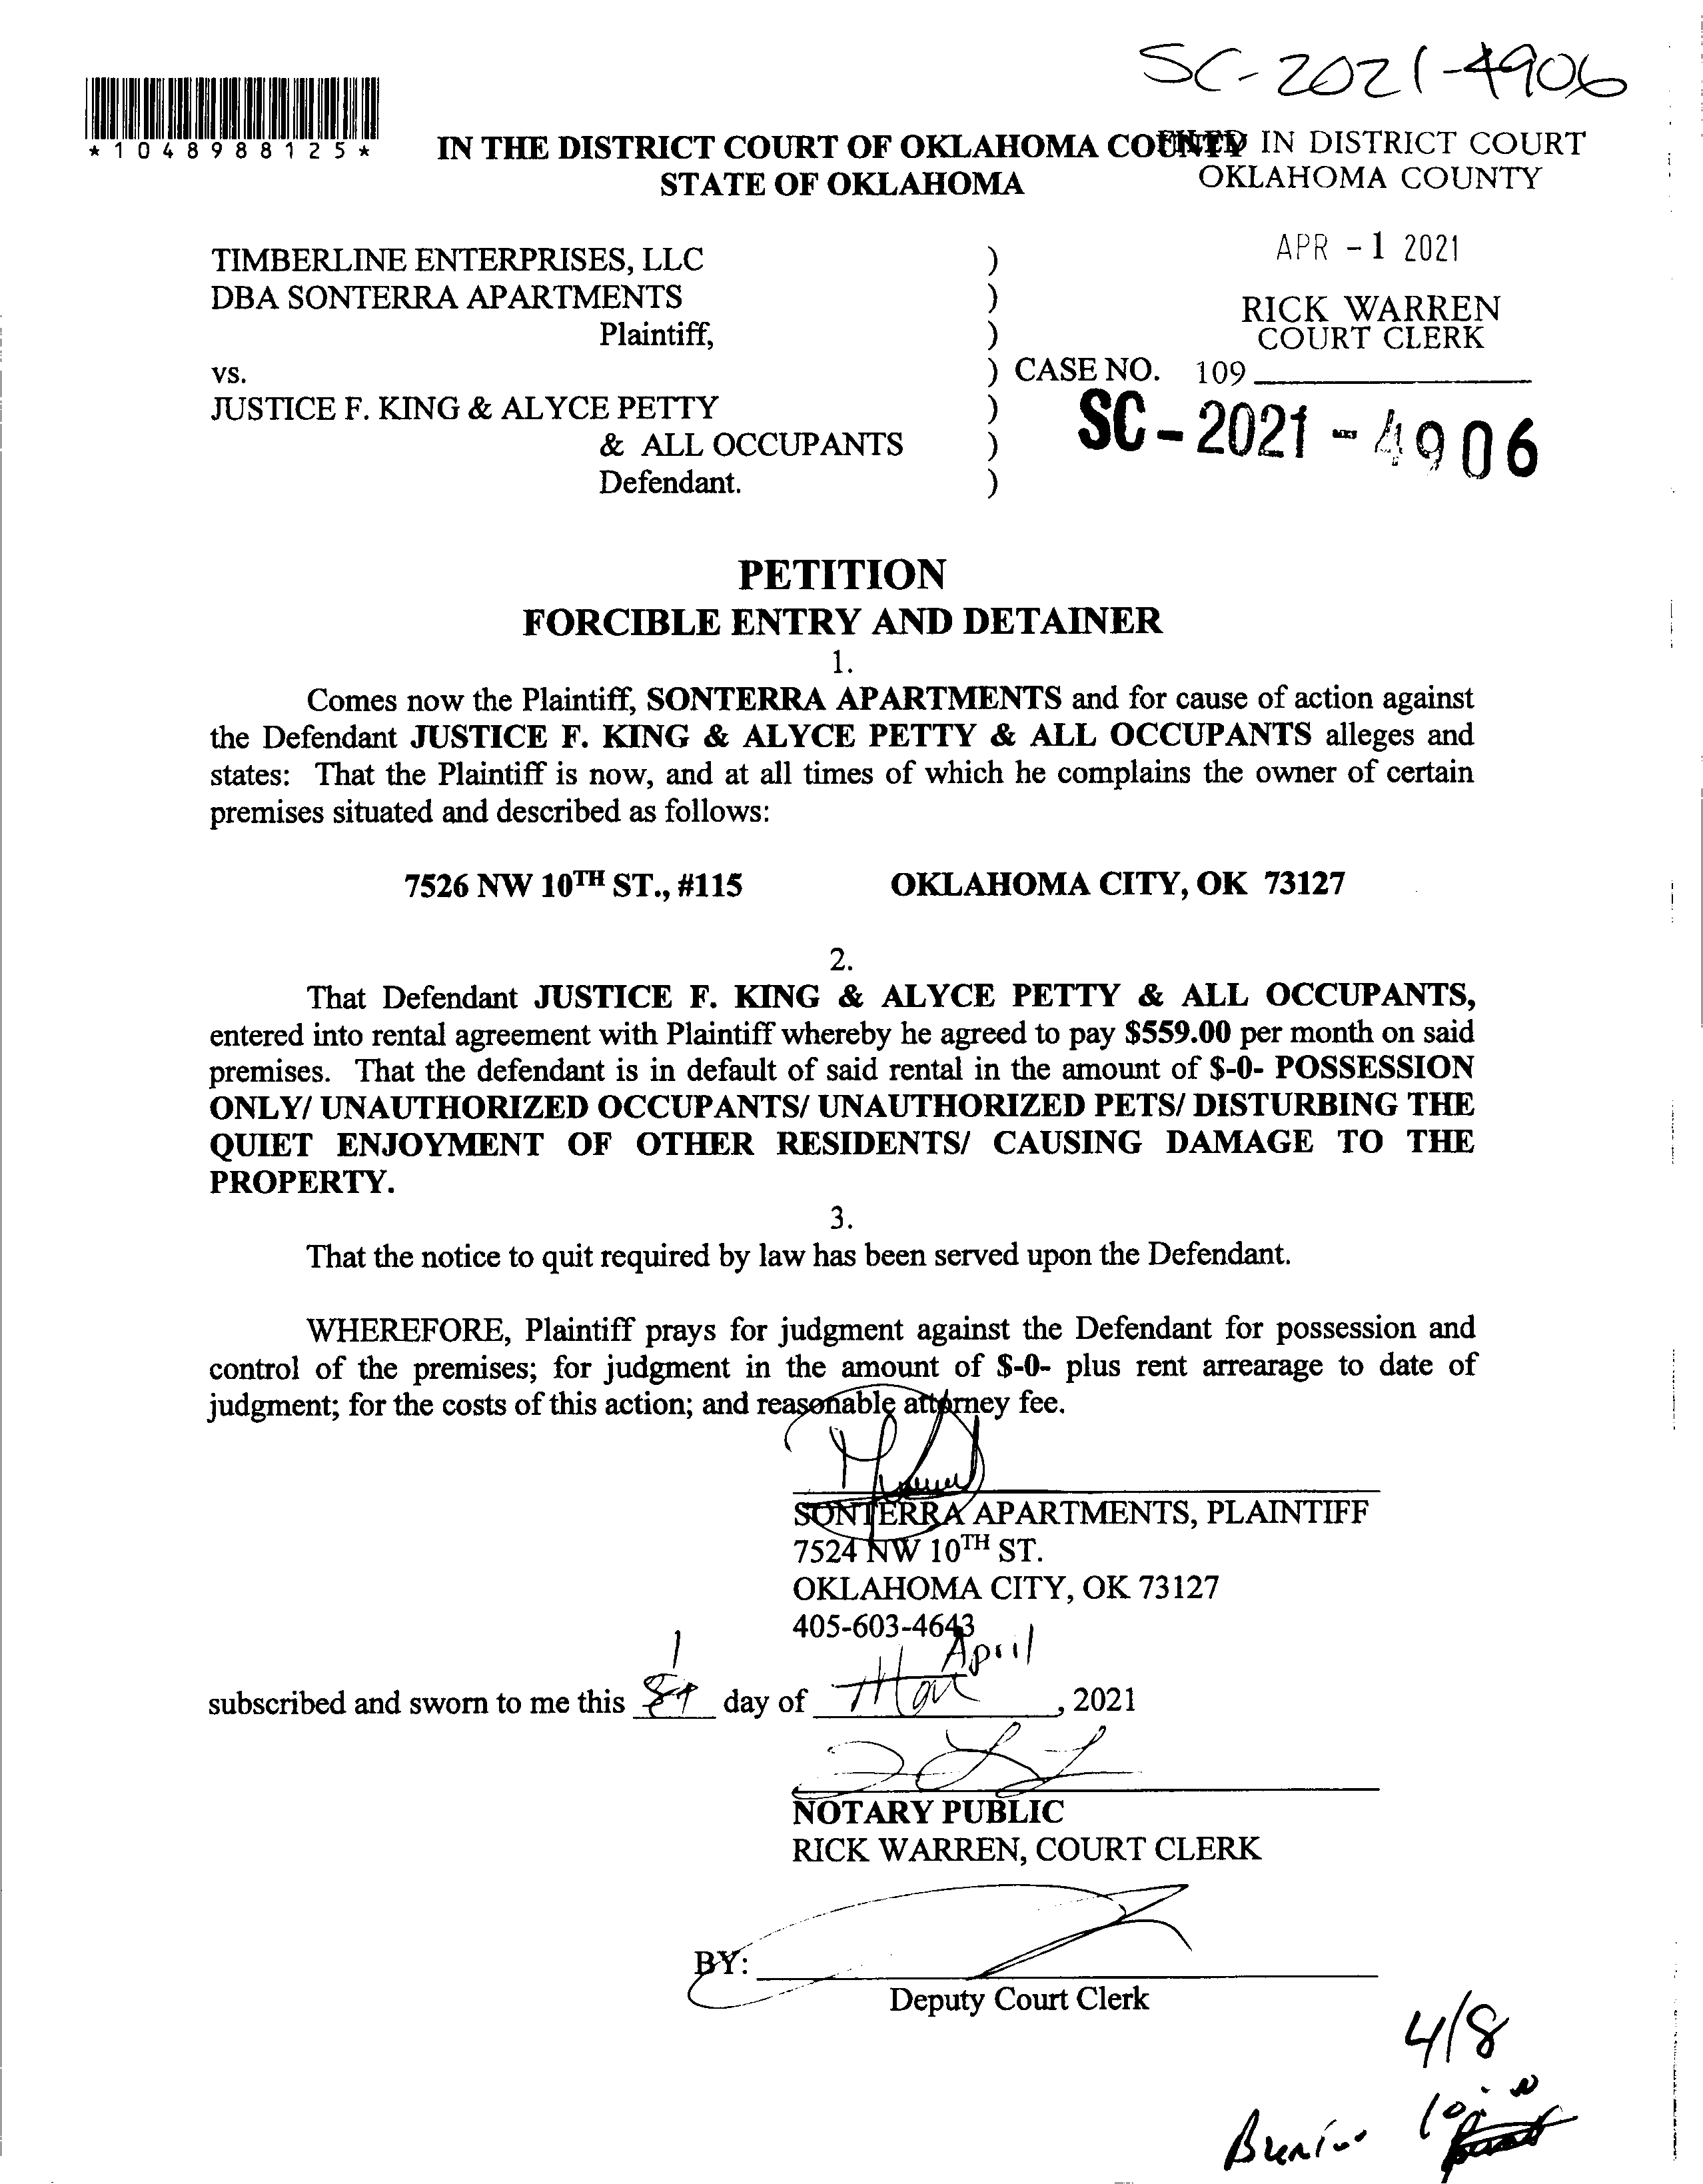 SC-2021-4906
*1048988125*
IN THE DISTRICT COURT OF OKLAHOMA COUNTY
STATE OF OKLAHOMA
FILED IN DISTRICT COURT
OKLAHOMA COUNTY
APR -1 2021
RICK WARREN
COURT CLERK
109
TIMBERLINE ENTERPRISES, LLC )
DBA SONTERRA APARTMENTS )
Plaintiff, )
vs. ) CASE NO.
JUSTICE F. KING & ALYCE PETTY )
& ALL OCCUPANTS )
Defendant. )
SC-2021-4906
PETITION
FORCIBLE ENTRY AND DETAINER
1.
Comes now the Plaintiff, SONTERRA APARTMENTS and for cause of action against
the Defendant JUSTICE F. KING & ALYCE PETTY & ALL OCCUPANTS alleges and
states: That the Plaintiff is now, and at all times of which he complains the owner of certain
premises situated and described as follows:
7526 NW 10TH ST., #115 OKLAHOMA CITY, OK 73127
2.
That Defendant JUSTICE F. KING & ALYCE PETTY & ALL OCCUPANTS,
entered into rental agreement with Plaintiff whereby he agreed to pay $559.00 per month on said
premises. That the defendant is in default of said rental in the amount of $-0- POSSESSION
ONLY/ UNAUTHORIZED OCCUPANTS/ UNAUTHORIZED PETS/ DISTURBING THE
QUIET ENJOYMENT OF OTHER RESIDENTS/ CAUSING DAMAGE TO THE
PROPERTY.
3.
That the notice to quit required by law has been served upon the Defendant.
WHEREFORE, Plaintiff prays for judgment against the Defendant for possession and
control of the premises; for judgment in the amount of $-0- plus rent arrearage to date of
judgment; for the costs of this action; and reasonable attorney fee.
SONTERRA APARTMENTS, PLAINTIFF
7524 NW 10TH ST.
OKLAHOMA CITY, OK 73127
405-603-4643
1 April
subscribed and sworn to me this day of , 2021
NOTARY PUBLIC
RICK WARREN, COURT CLERK
BY:
Deputy Court Clerk
4/8